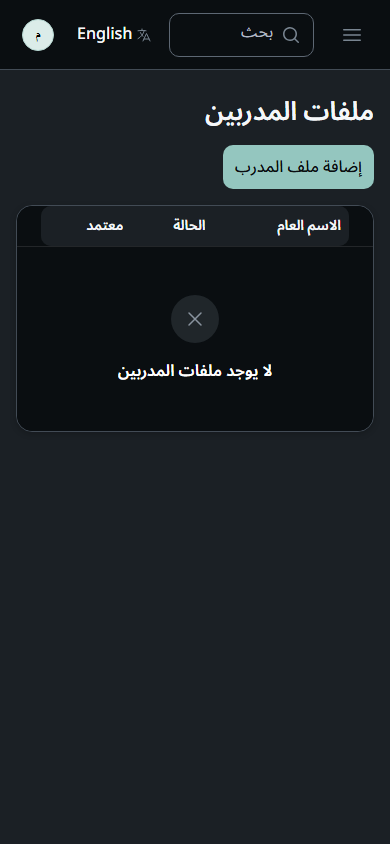 بحث
English
م
ملفات المدربين
إضافة ملف المدرب
الاسم العام الحالة معتمد
لا يوجد ملفات المدربين